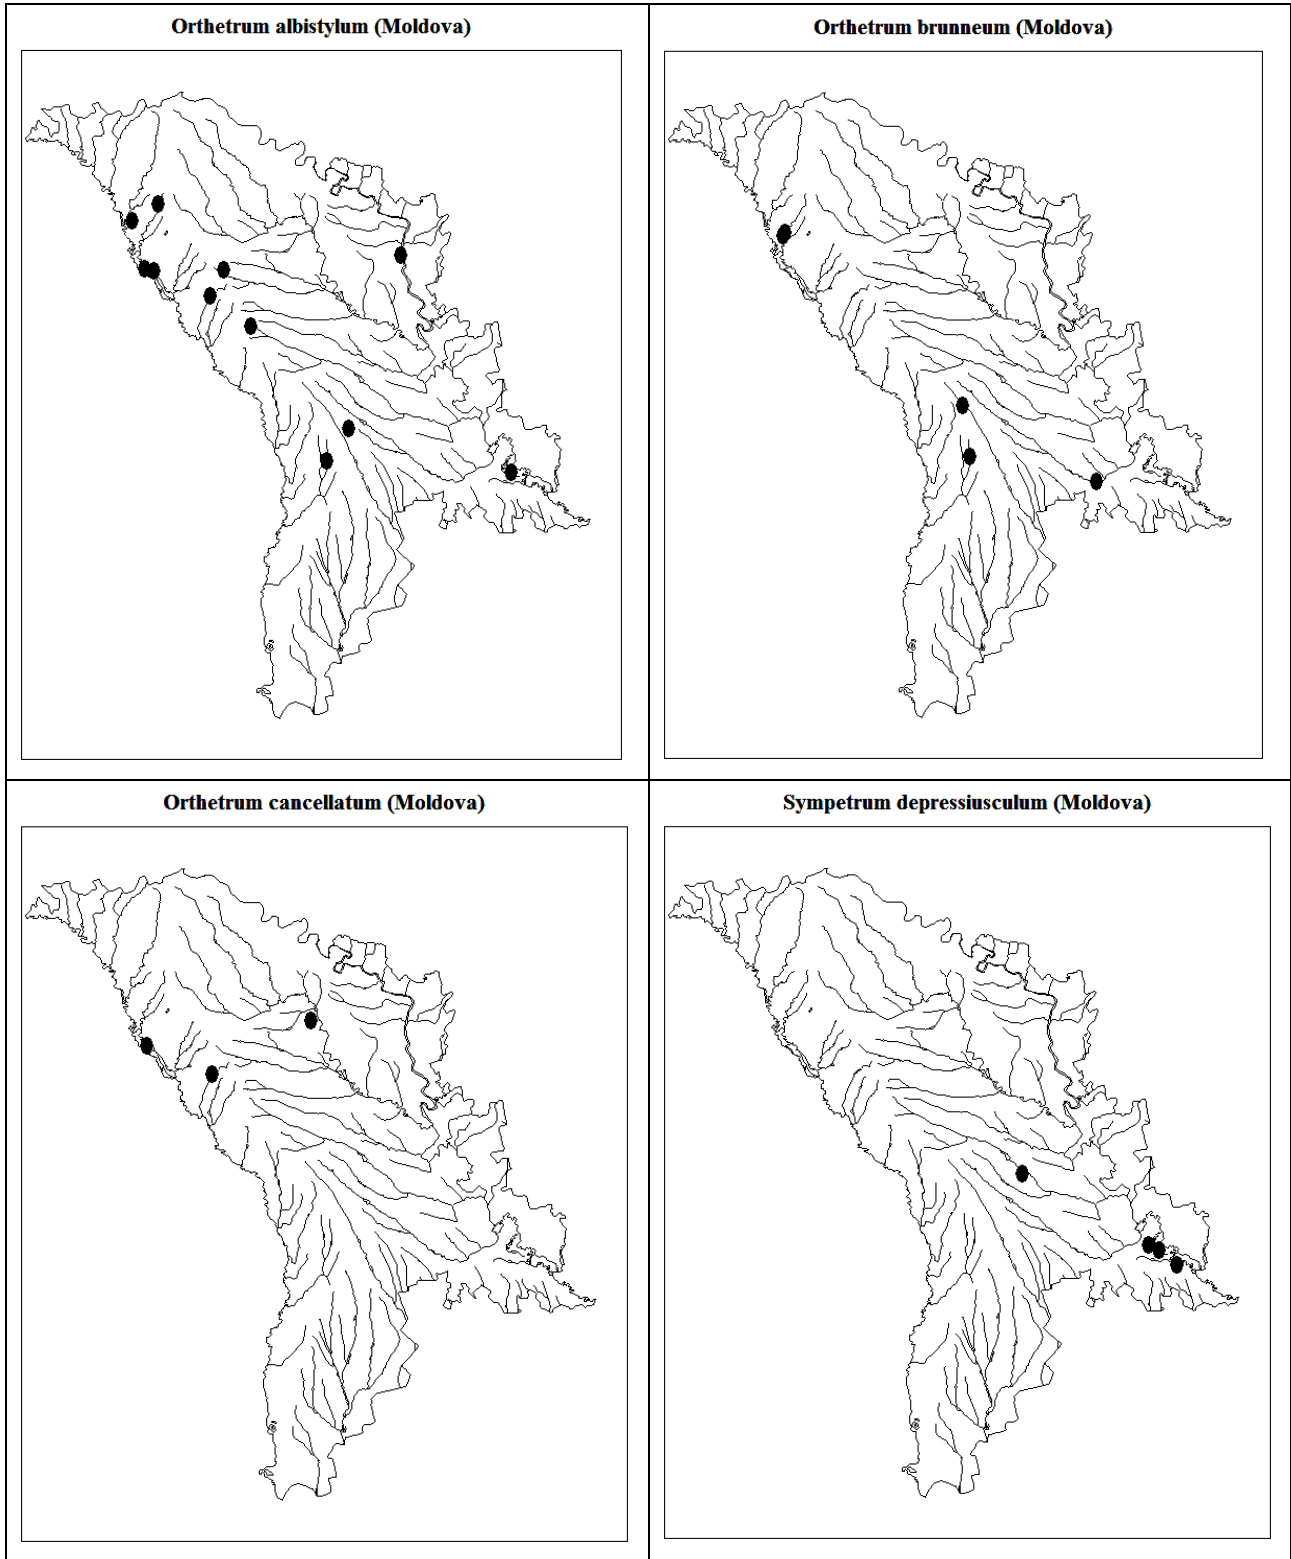 Orthetrum albistylum (Moldova)
Orthetrum brunneum (Moldova)
Orthetrum cancellatum (Moldova)
Sympetrum depressiusculum (Moldova)